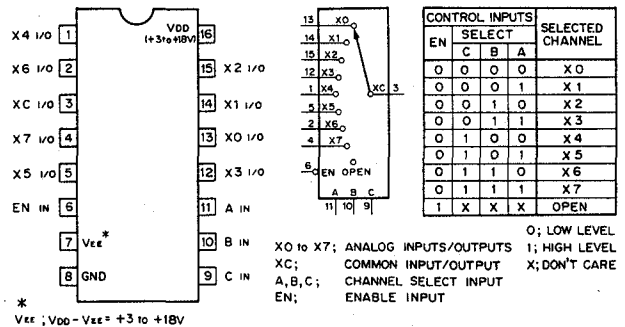 X4 I/O 1
VDD
(+3 to +18V)
16
X6 I/O 2
15 X2 I/O
XC I/O 3
14 X1 I/O
X7 I/O 4
13 X0 I/O
X5 I/O 5
12 X3 I/O
EN IN 6
11 A IN
7 VEE*
10 B IN
8 GND
9 C IN
*
VEE ; VDD - VEE = +3 to +18V
13 X0
14 X1
15 X2
12 X3
1 X4
XC 3
5 X5
2 X6
4 X7
6 EN OPEN
A B C
11 10 9
CONTROL INPUTS
SELECTED CHANNEL
EN
SELECT
C B A
0 0 0 0 X0
0 0 0 1 X1
0 0 1 0 X2
0 0 1 1 X3
0 1 0 0 X4
0 1 0 1 X5
0 1 1 0 X6
0 1 1 1 X7
1 X X X OPEN
0; LOW LEVEL
X0 to X7; ANALOG INPUTS/OUTPUTS 1; HIGH LEVEL
XC; COMMON INPUT/OUTPUT X; DON'T CARE
A,B,C; CHANNEL SELECT INPUT
EN; ENABLE INPUT